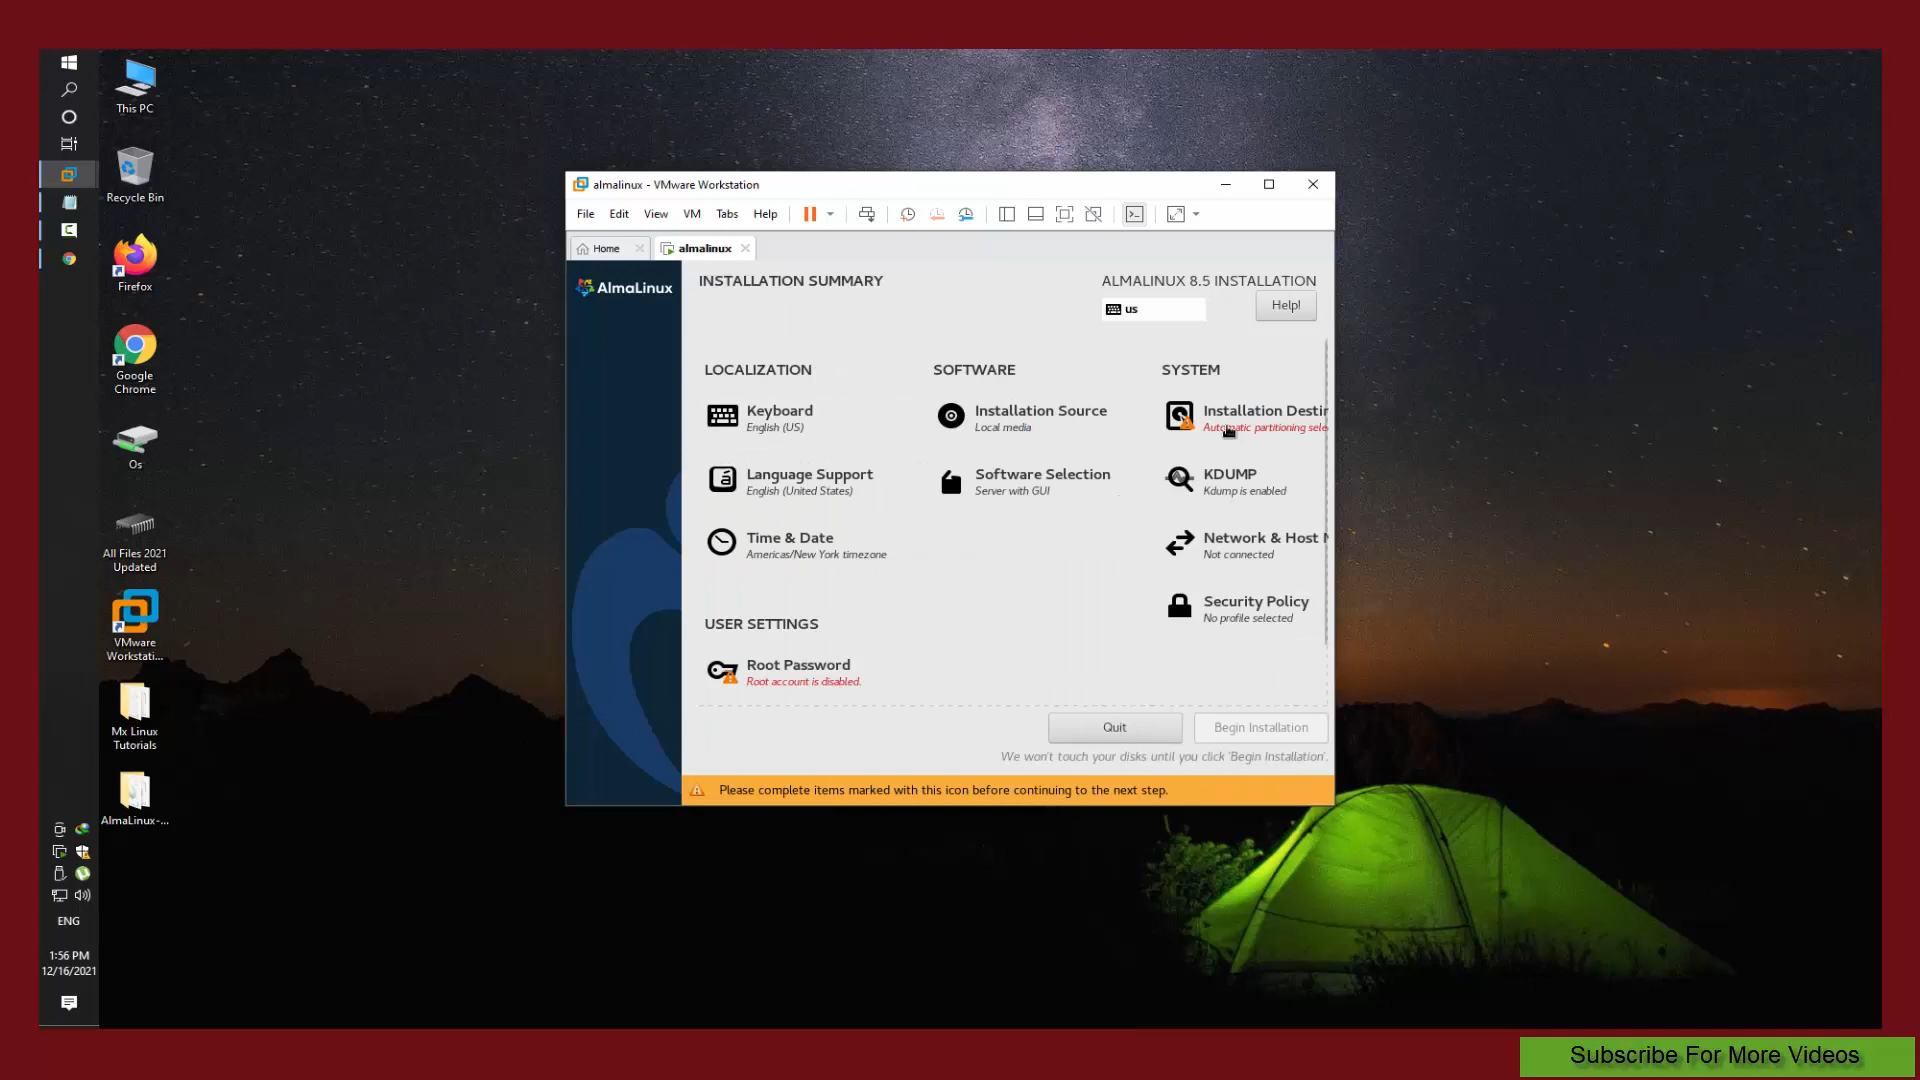 This PC
Recycle Bin
Firefox
Google
Chrome
Os
All Files 2021
Updated
VMware
Workstati...
Mx Linux
Tutorials
AlmaLinux-...
ENG
1:56 PM
12/16/2021
almalinux - VMware Workstation
File Edit View VM Tabs Help
Home almalinux
AlmaLinux
INSTALLATION SUMMARY
ALMALINUX 8.5 INSTALLATION
us
Help!
LOCALIZATION
Keyboard
English (US)
Language Support
English (United States)
Time & Date
Americas/New York timezone
SOFTWARE
Installation Source
Local media
Software Selection
Server with GUI
SYSTEM
Installation Destin
Automatic partitioning sele
KDUMP
Kdump is enabled
Network & Host N
Not connected
Security Policy
No profile selected
USER SETTINGS
Root Password
Root account is disabled.
Quit
Begin Installation
We won't touch your disks until you click 'Begin Installation'.
Please complete items marked with this icon before continuing to the next step.
Subscribe For More Videos